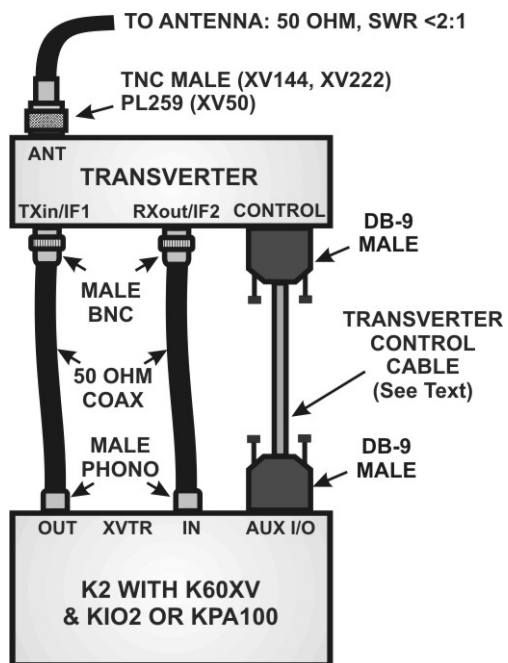 TO ANTENNA: 50 OHM, SWR <2:1
TNC MALE (XV144, XV222)
PL259 (XV50)
ANT
TRANSVERTER
TXin/IF1 RXout/IF2 CONTROL
DB-9
MALE
MALE
BNC
TRANSVERTER
CONTROL
CABLE
(See Text)
50 OHM
COAX
MALE
PHONO
DB-9
MALE
OUT XVTR IN AUX I/O
K2 WITH K60XV
& KIO2 OR KPA100